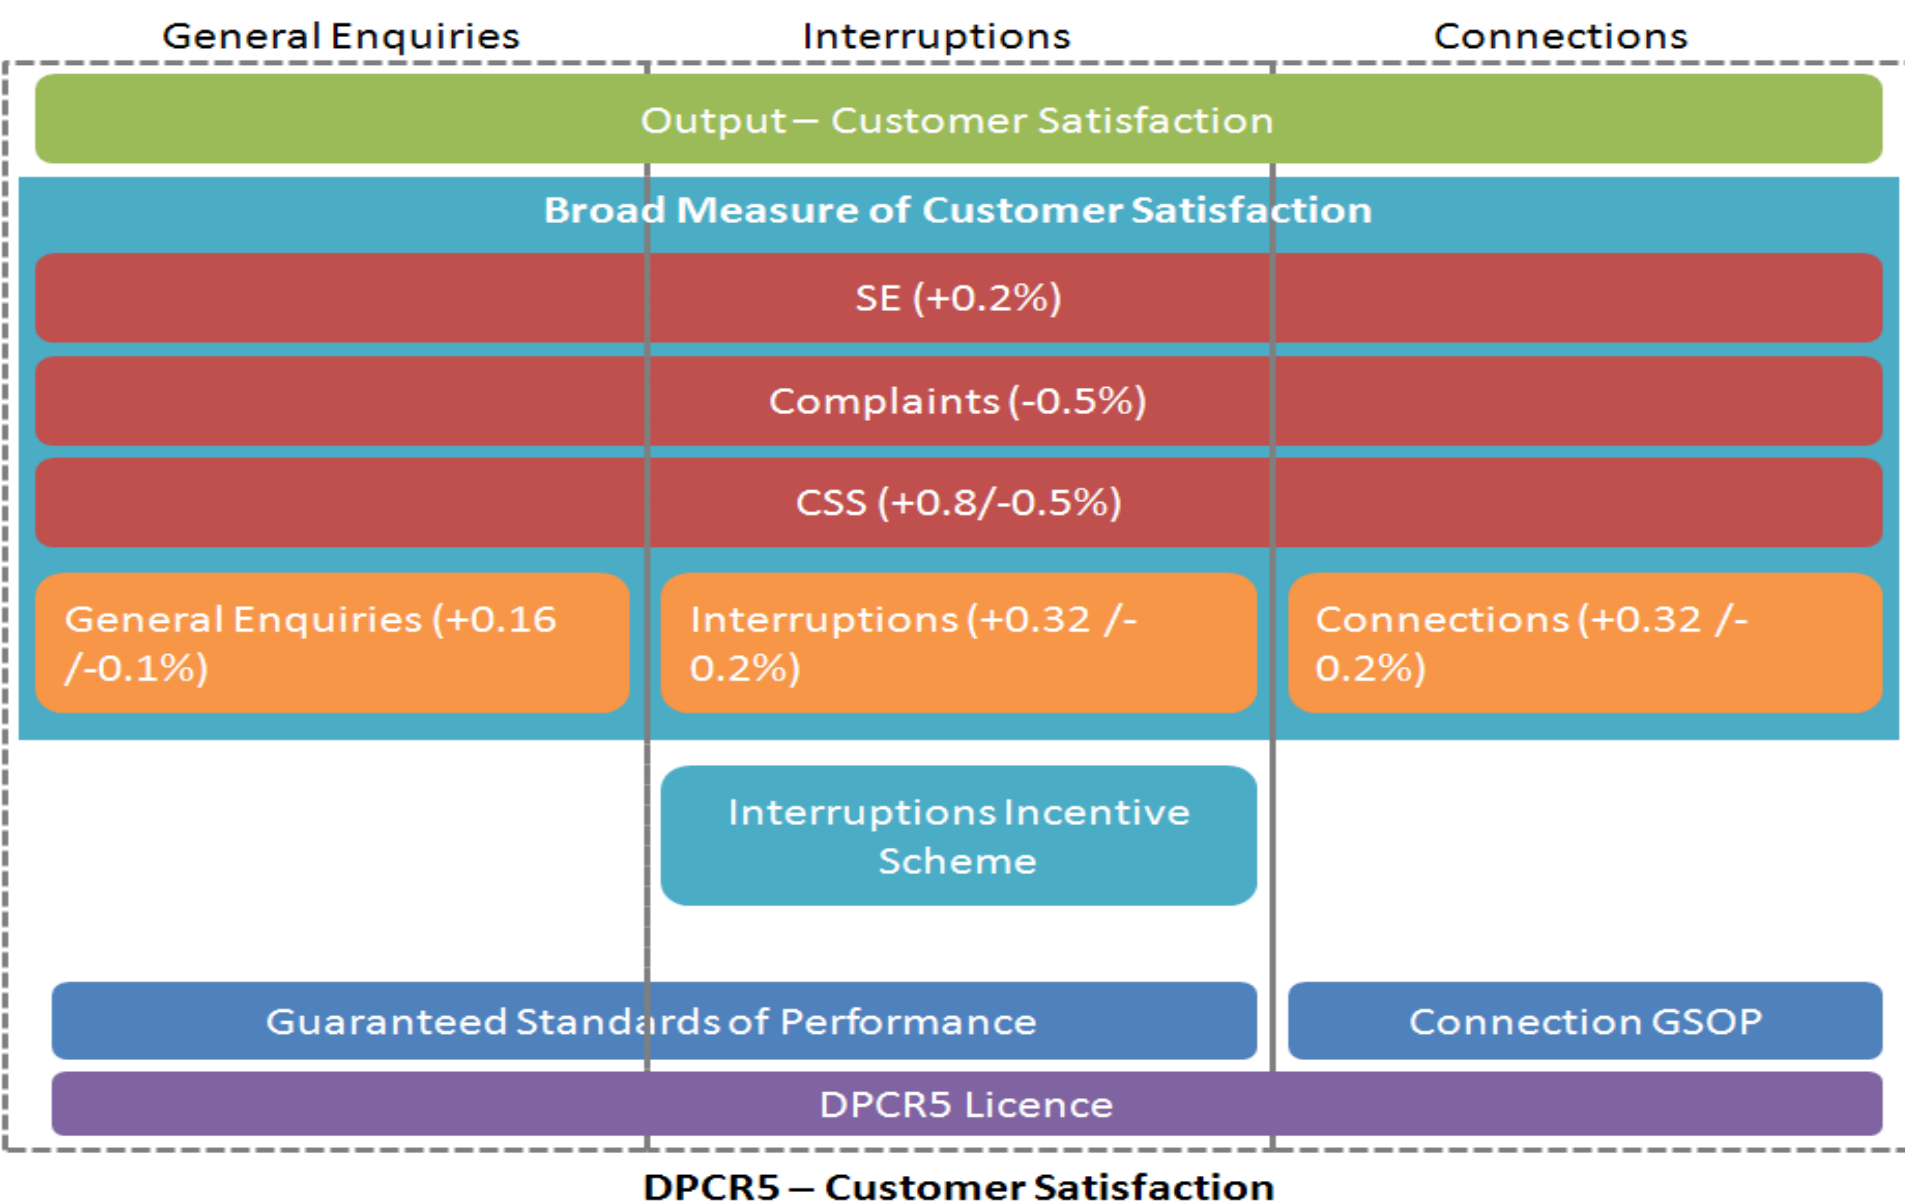 General Enquiries
Interruptions
Connections
Output – Customer Satisfaction
Broad Measure of Customer Satisfaction
SE (+0.2%)
Complaints (-0.5%)
CSS (+0.8/-0.5%)
General Enquiries (+0.16
/-0.1%)
Interruptions (+0.32 /-
0.2%)
Connections (+0.32 /-
0.2%)
Interruptions Incentive
Scheme
Guaranteed Standards of Performance
Connection GSOP
DPCR5 Licence
DPCR5 – Customer Satisfaction